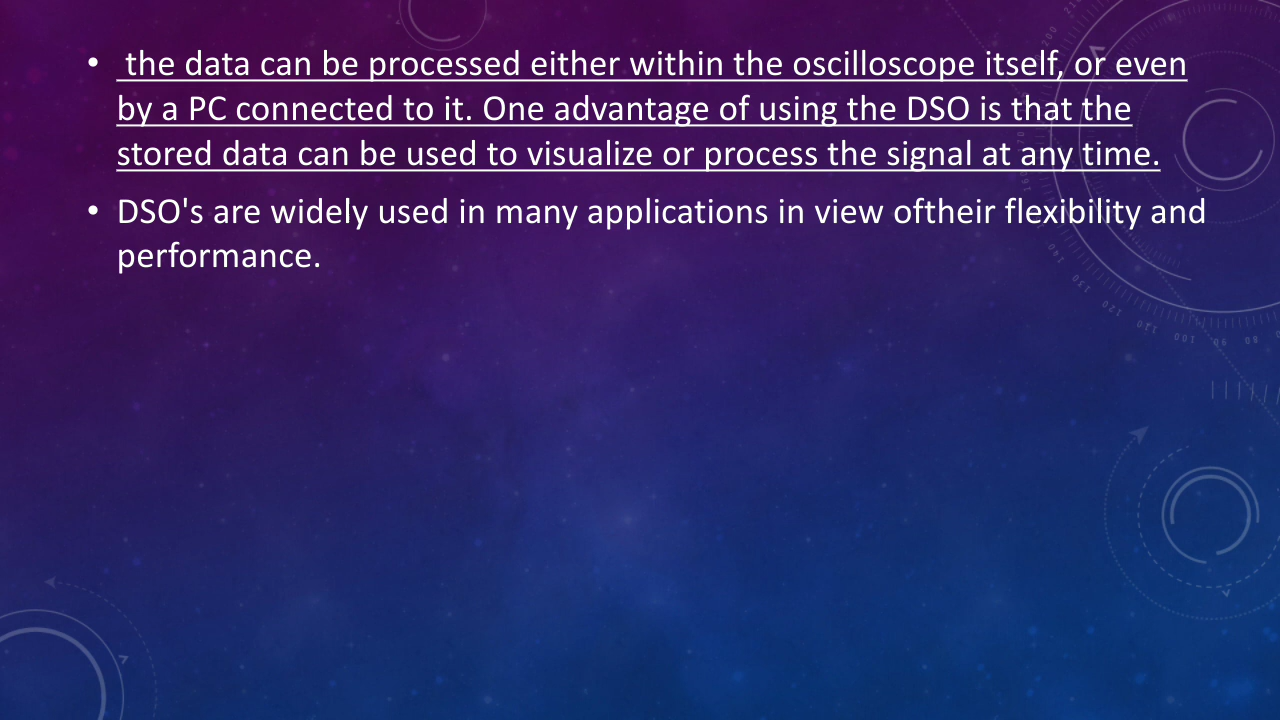 • the data can be processed either within the oscilloscope itself, or even
by a PC connected to it. One advantage of using the DSO is that the
stored data can be used to visualize or process the signal at any time.
• DSO's are widely used in many applications in view oftheir flexibility and
performance.